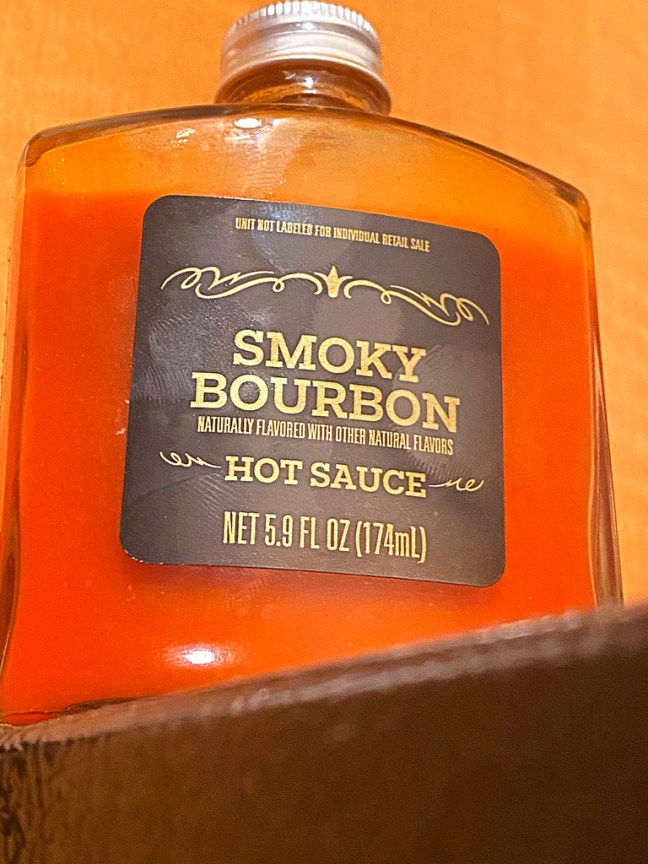 UNIT NOT LABELED FOR INDIVIDUAL RETAIL SALE
SMOKY
BOURBON
NATURALLY FLAVORED WITH OTHER NATURAL FLAVORS
HOT SAUCE
NET 5.9 FL OZ (174mL)